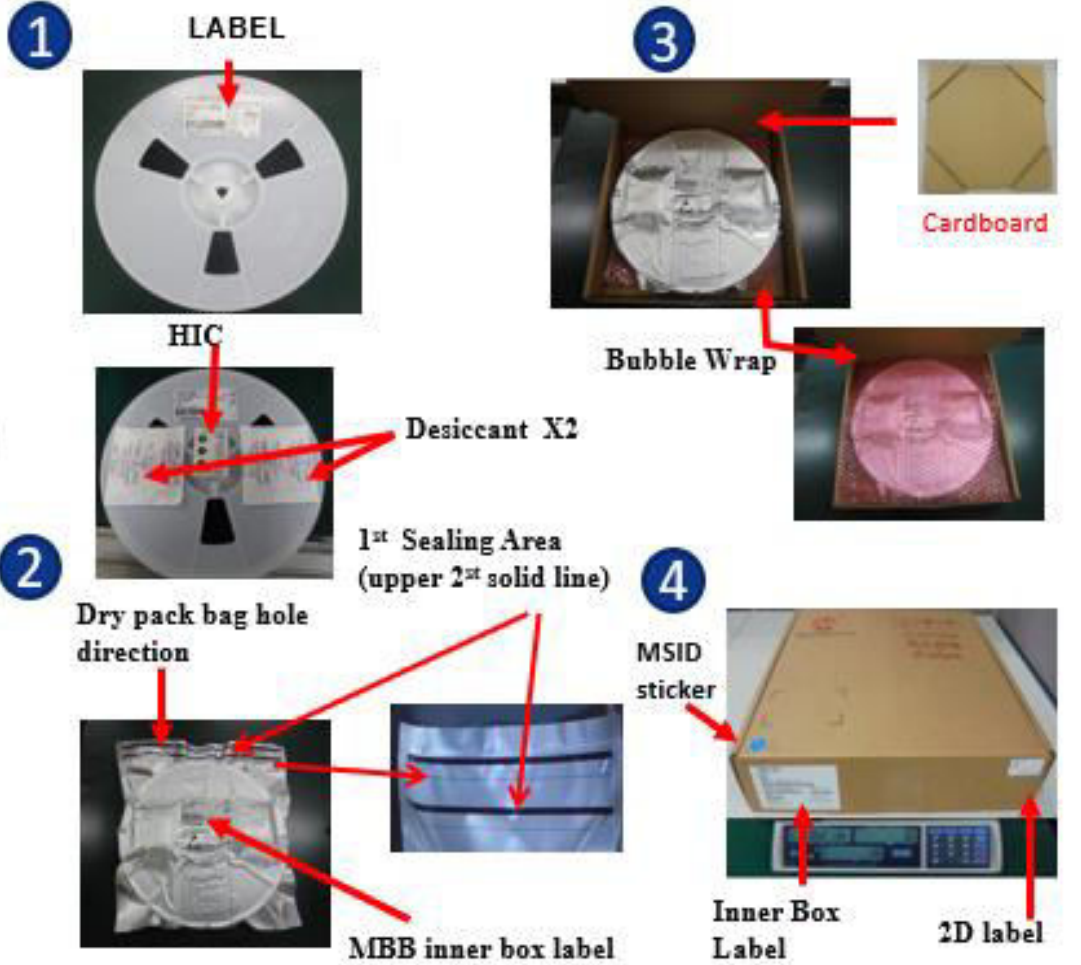 1
LABEL
HIC
Desiccant X2
2
1st Sealing Area
(upper 2st solid line)
Dry pack bag hole
direction
MBB inner box label
3
Cardboard
Bubble Wrap
4
MSID
sticker
Inner Box
Label
2D label